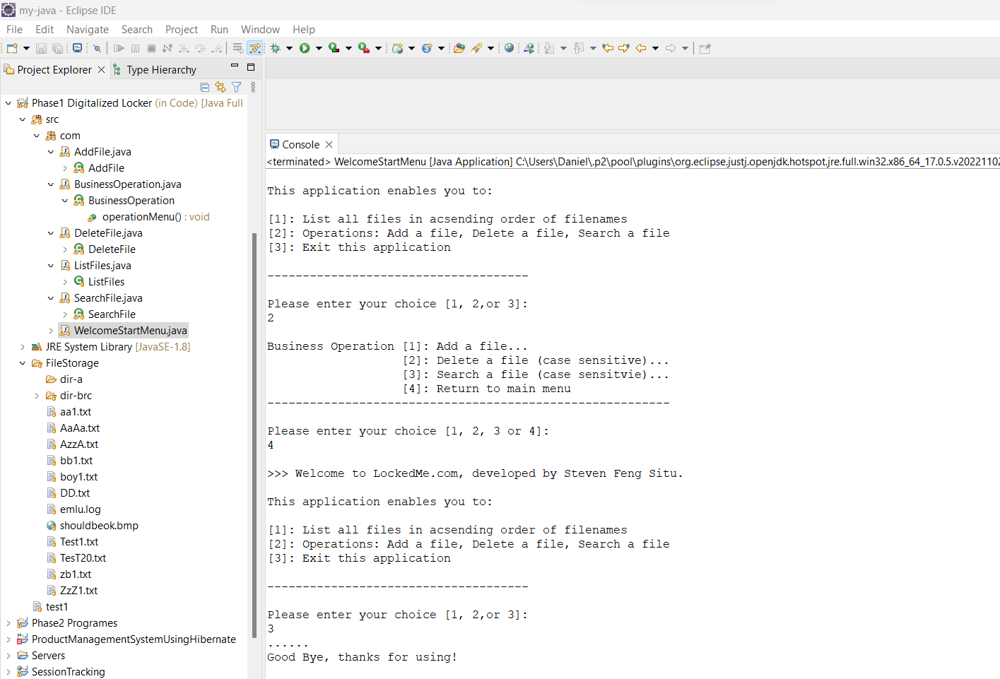 my-java - Eclipse IDE
File Edit Navigate Search Project Run Window Help
Project Explorer
Type Hierarchy
Phase1 Digitalized Locker (in Code) [Java Full
src
com
AddFile.java
AddFile
BusinessOperation.java
BusinessOperation
operationMenu() : void
DeleteFile.java
DeleteFile
ListFiles.java
ListFiles
SearchFile.java
SearchFile
WelcomeStartMenu.java
JRE System Library [JavaSE-1.8]
FileStorage
dir-a
dir-brc
aa1.txt
AaAa.txt
AzzA.txt
bb1.txt
boy1.txt
DD.txt
emlu.log
shouldbeok.bmp
Test1.txt
TesT20.txt
zb1.txt
ZzZ1.txt
test1
Phase2 Programes
ProductManagementSystemUsingHibernate
Servers
SessionTracking
Console
<terminated> WelcomeStartMenu [Java Application] C:\Users\Daniel\.p2\pool\plugins\org.eclipse.justj.openjdk.hotspot.jre.full.win32.x86_64_17.0.5.v20221102
This application enables you to:
[1]: List all files in acsending order of filenames
[2]: Operations: Add a file, Delete a file, Search a file
[3]: Exit this application
-------------------------------------
Please enter your choice [1, 2,or 3]:
2
Business Operation [1]: Add a file...
[2]: Delete a file (case sensitive)...
[3]: Search a file (case sensitvie)...
[4]: Return to main menu
---------------------------------------------------------
Please enter your choice [1, 2, 3 or 4]:
4
>>> Welcome to LockedMe.com, developed by Steven Feng Situ.
This application enables you to:
[1]: List all files in acsending order of filenames
[2]: Operations: Add a file, Delete a file, Search a file
[3]: Exit this application
-------------------------------------
Please enter your choice [1, 2,or 3]:
3
......
Good Bye, thanks for using!